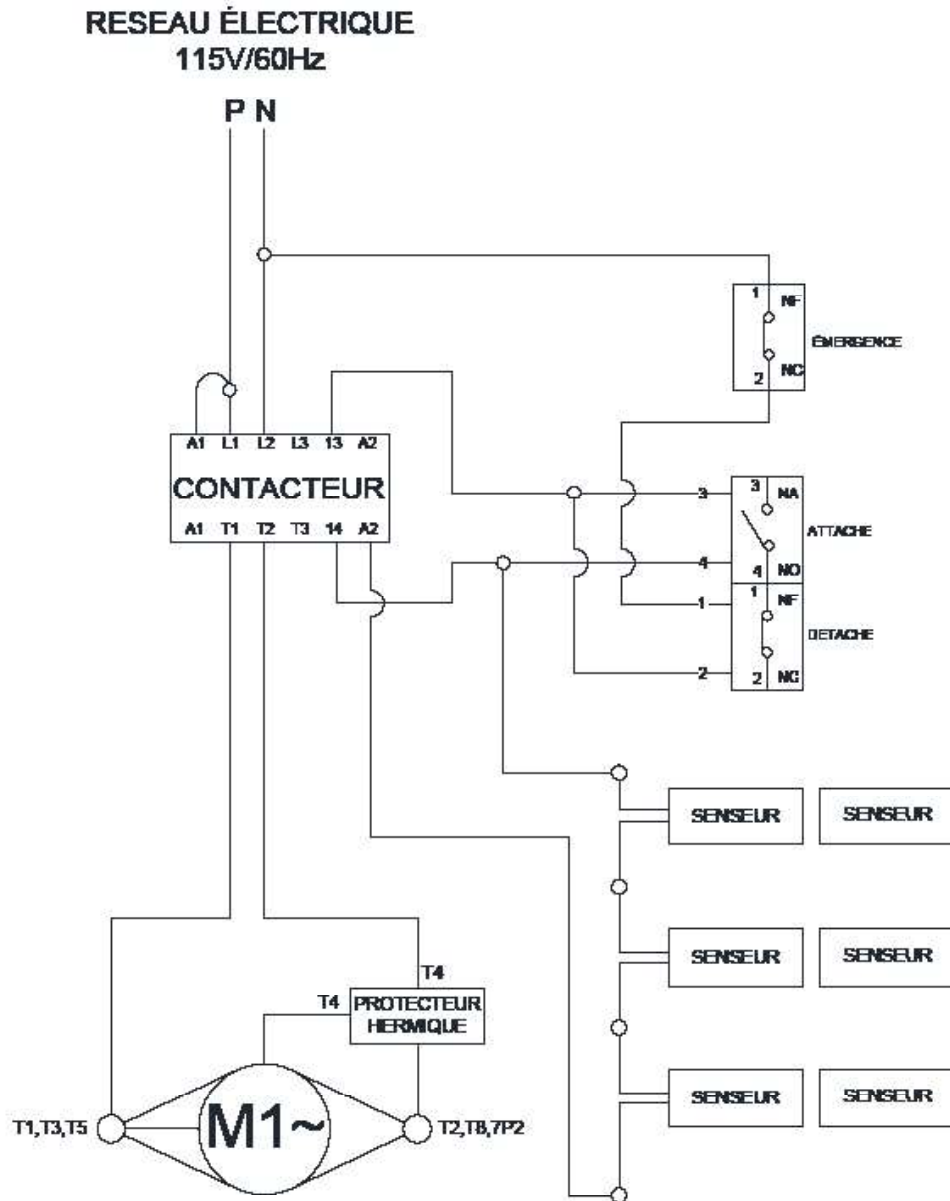 RESEAU ÉLECTRIQUE
115V/60Hz
P N
1 NF
ÉMERGENCE
2 NC
A1 L1 L2 L3 13 A2
CONTACTEUR
A1 T1 T2 T3 14 A2
3 3 NA
ATTACHE
4 4 NO
1 1 NF
DETACHE
2 2 NC
SENSEUR SENSEUR
SENSEUR SENSEUR
T4
T4 PROTECTEUR
HERMIQUE
SENSEUR SENSEUR
T1,T3,T5 M1~ T2,T8,7P2